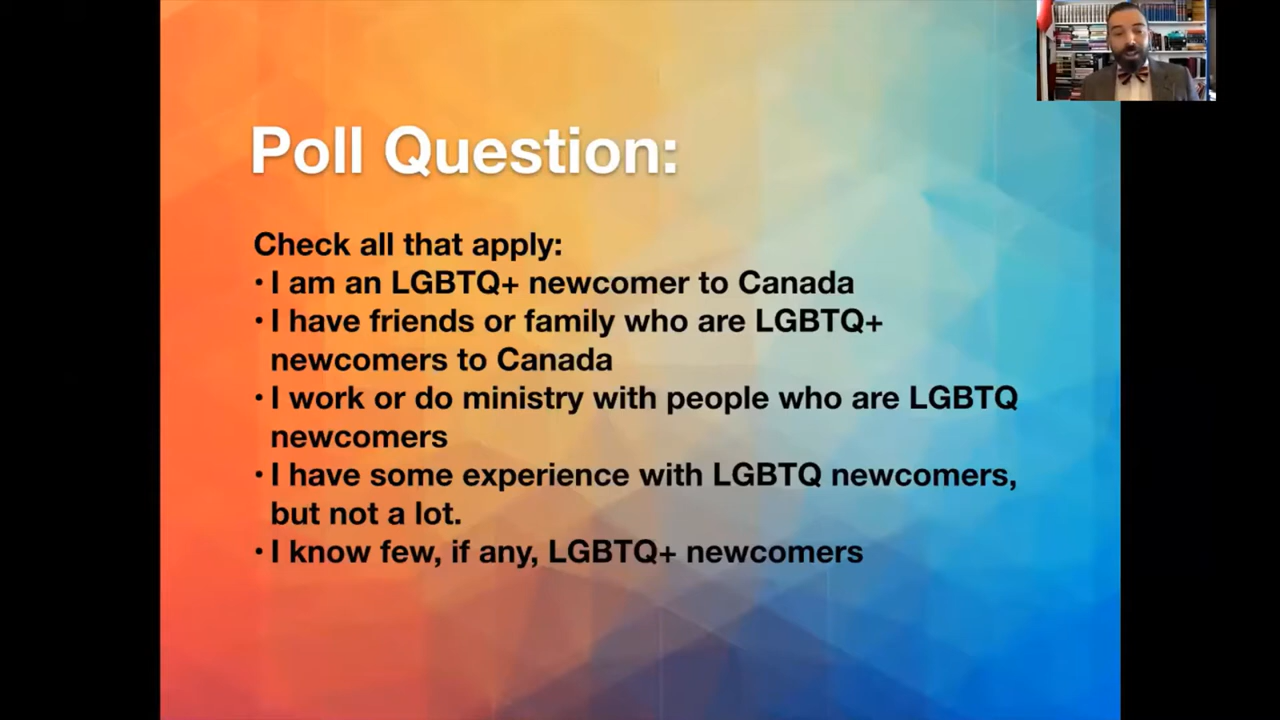 Poll Question:
Check all that apply:
• I am an LGBTQ+ newcomer to Canada
• I have friends or family who are LGBTQ+
newcomers to Canada
• I work or do ministry with people who are LGBTQ
newcomers
• I have some experience with LGBTQ newcomers,
but not a lot.
• I know few, if any, LGBTQ+ newcomers